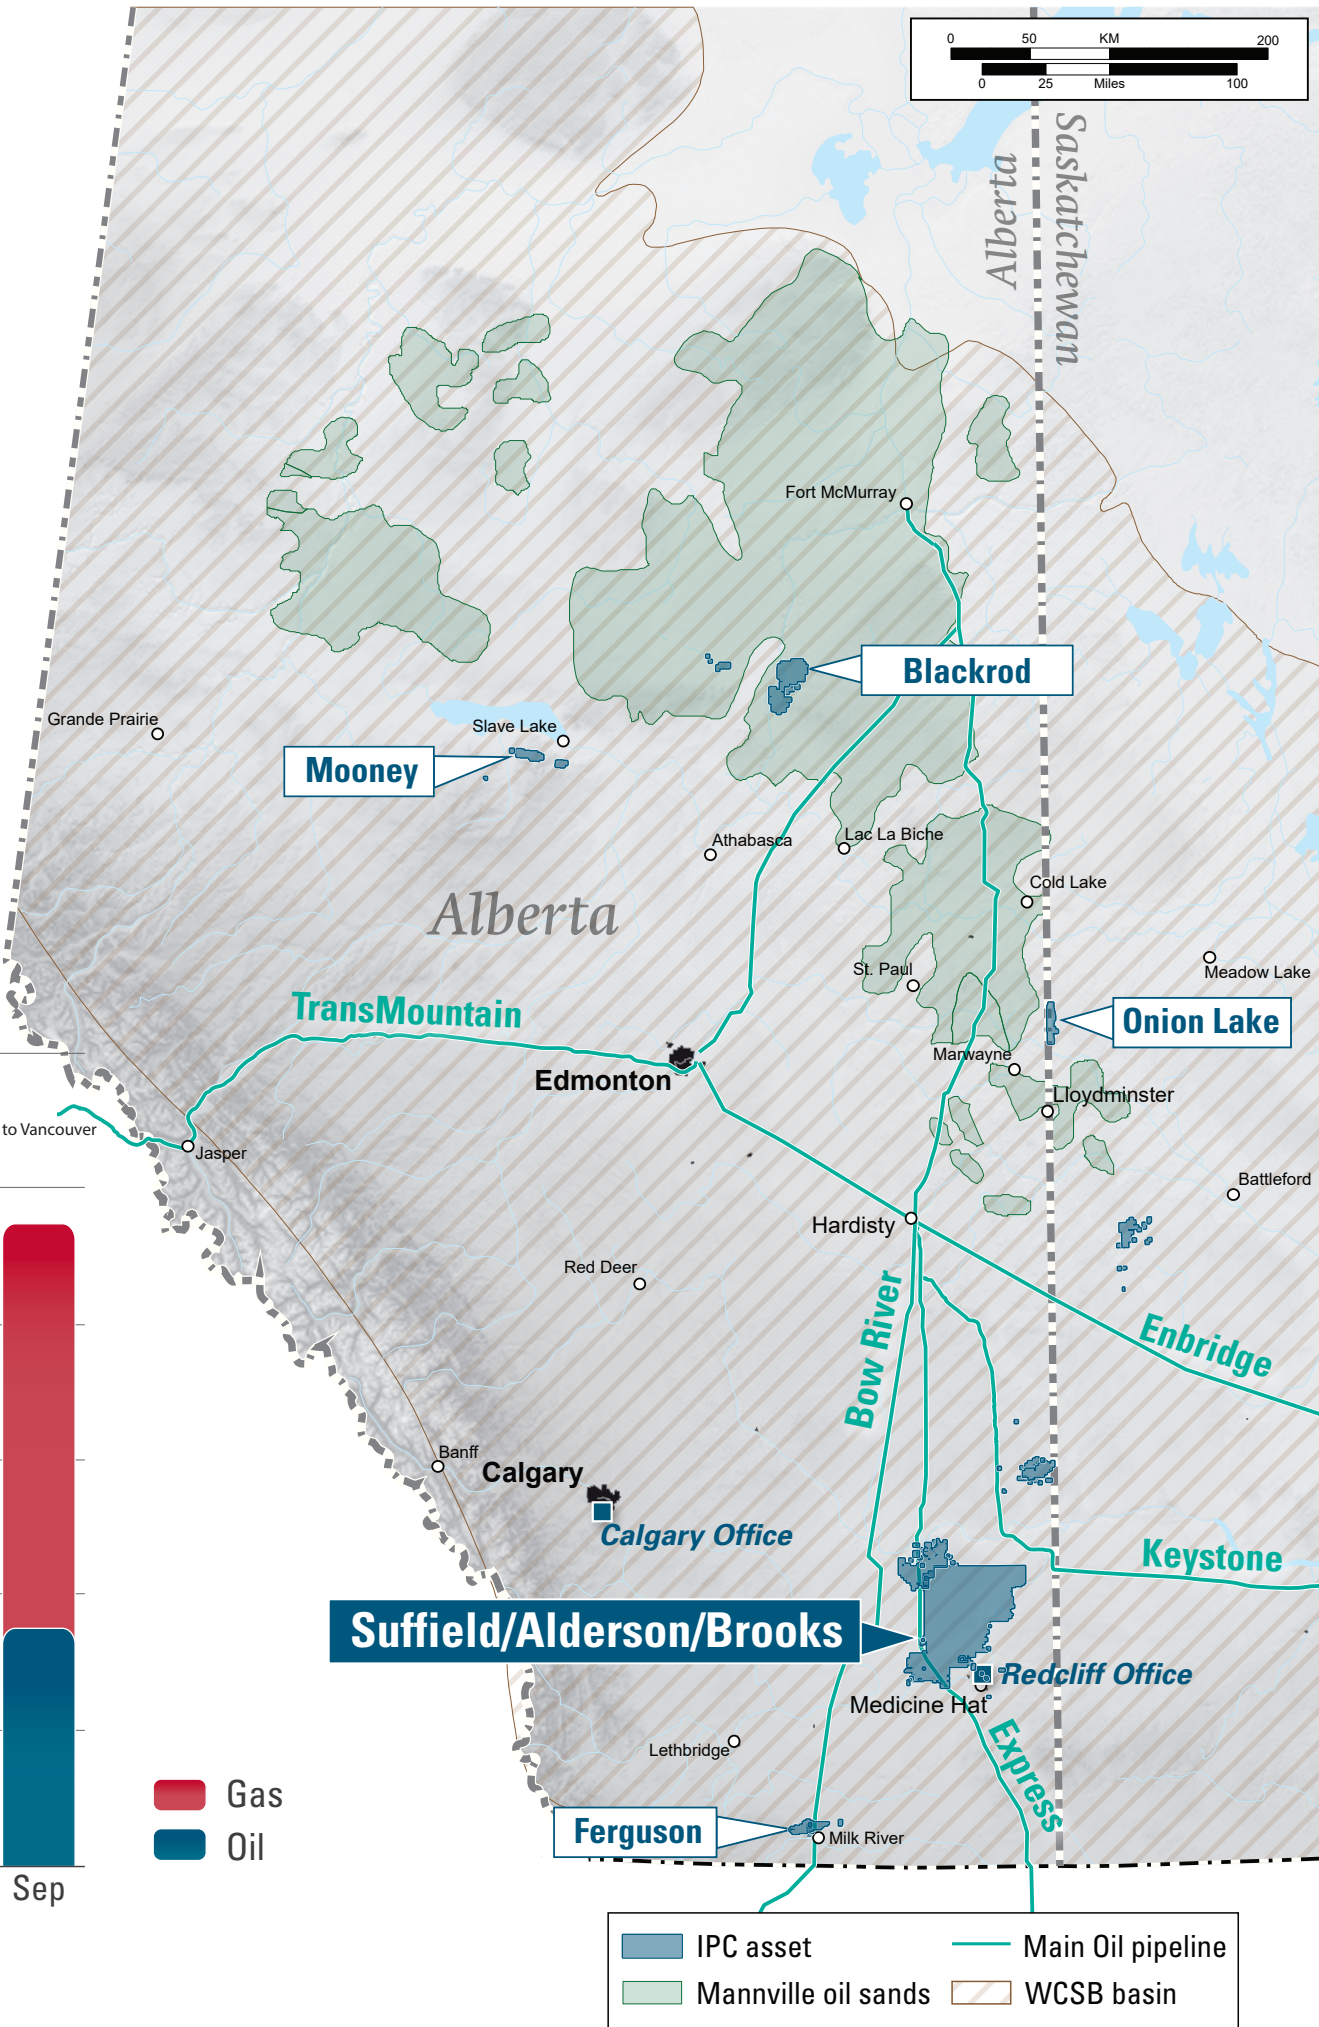 0 50 KM 200
0 25 Miles 100
Alberta
Saskatchewan
Fort McMurray
Blackrod
Grande Prairie
Slave Lake
Mooney
Athabasca
Lac La Biche
Cold Lake
Alberta
St. Paul
Meadow Lake
TransMountain
Onion Lake
Marwayne
Edmonton
Lloydminster
to Vancouver
Jasper
Battleford
Hardisty
Red Deer
Bow River
Enbridge
Banff
Calgary
Calgary Office
Keystone
Suffield/Alderson/Brooks
Redcliff Office
Medicine Hat
Express
Lethbridge
Gas
Oil
Ferguson
Milk River
Sep
IPC asset
Main Oil pipeline
Mannville oil sands
WCSB basin